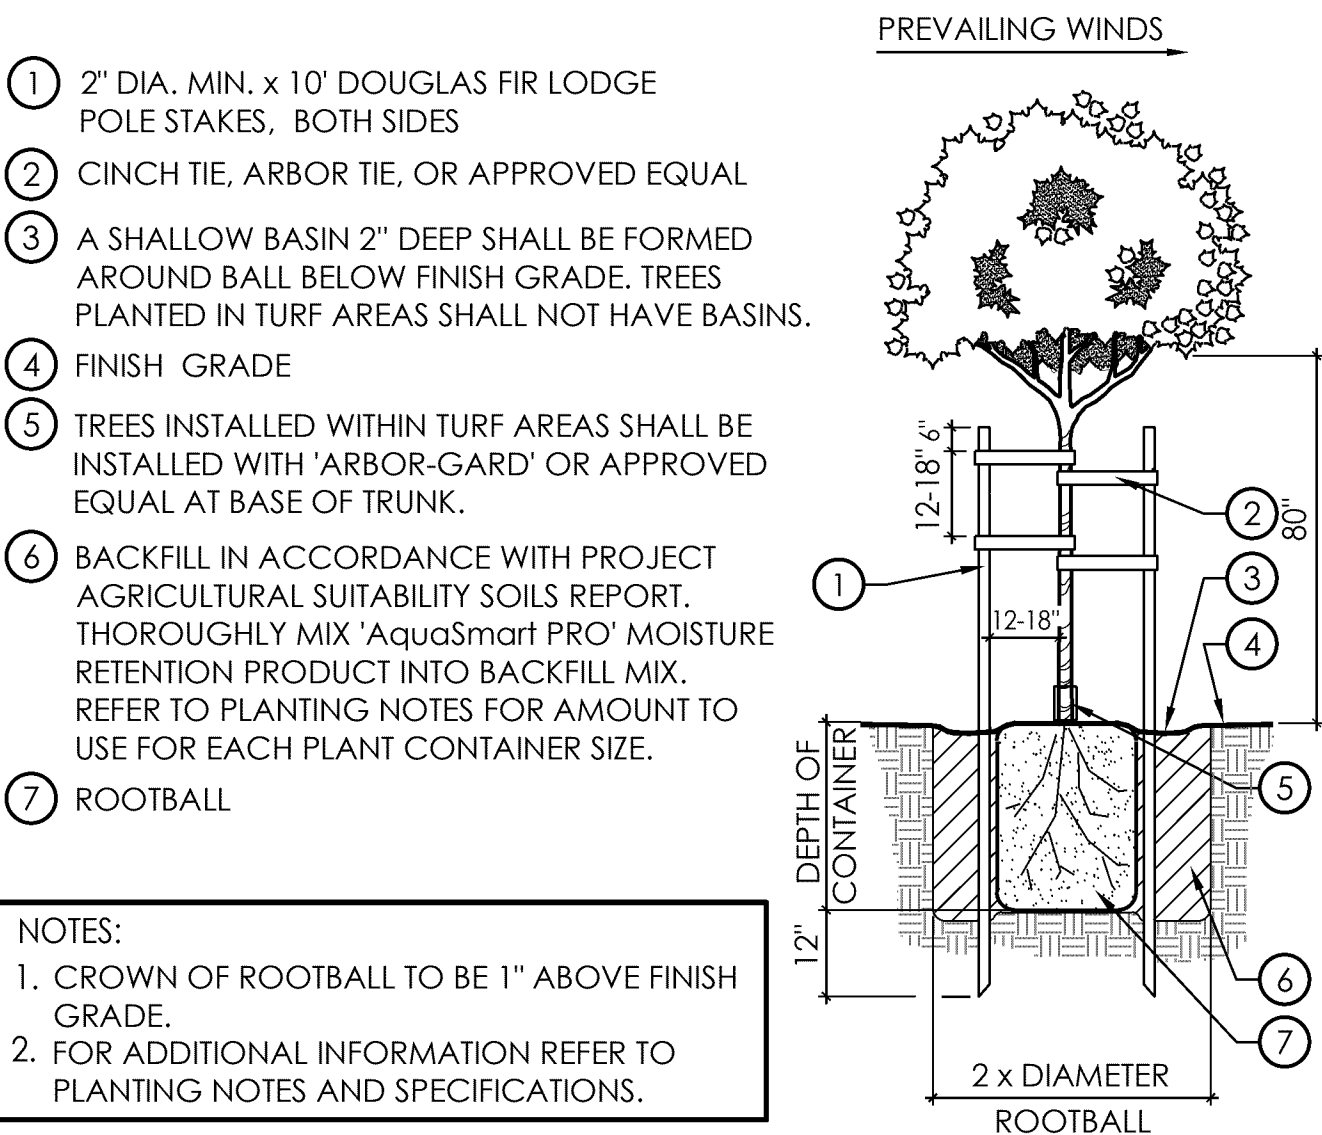 1 2" DIA. MIN. x 10' DOUGLAS FIR LODGE
POLE STAKES, BOTH SIDES
2 CINCH TIE, ARBOR TIE, OR APPROVED EQUAL
3 A SHALLOW BASIN 2" DEEP SHALL BE FORMED
AROUND BALL BELOW FINISH GRADE. TREES
PLANTED IN TURF AREAS SHALL NOT HAVE BASINS.
4 FINISH GRADE
5 TREES INSTALLED WITHIN TURF AREAS SHALL BE
INSTALLED WITH 'ARBOR-GARD' OR APPROVED
EQUAL AT BASE OF TRUNK.
6 BACKFILL IN ACCORDANCE WITH PROJECT
AGRICULTURAL SUITABILITY SOILS REPORT.
THOROUGHLY MIX 'AquaSmart PRO' MOISTURE
RETENTION PRODUCT INTO BACKFILL MIX.
REFER TO PLANTING NOTES FOR AMOUNT TO
USE FOR EACH PLANT CONTAINER SIZE.
7 ROOTBALL
NOTES:
1. CROWN OF ROOTBALL TO BE 1" ABOVE FINISH
GRADE.
2. FOR ADDITIONAL INFORMATION REFER TO
PLANTING NOTES AND SPECIFICATIONS.
PREVAILING WINDS
6"
12-18"
80"
2
1
3
12-18"
4
DEPTH OF
CONTAINER
5
12"
6
7
2 x DIAMETER
ROOTBALL